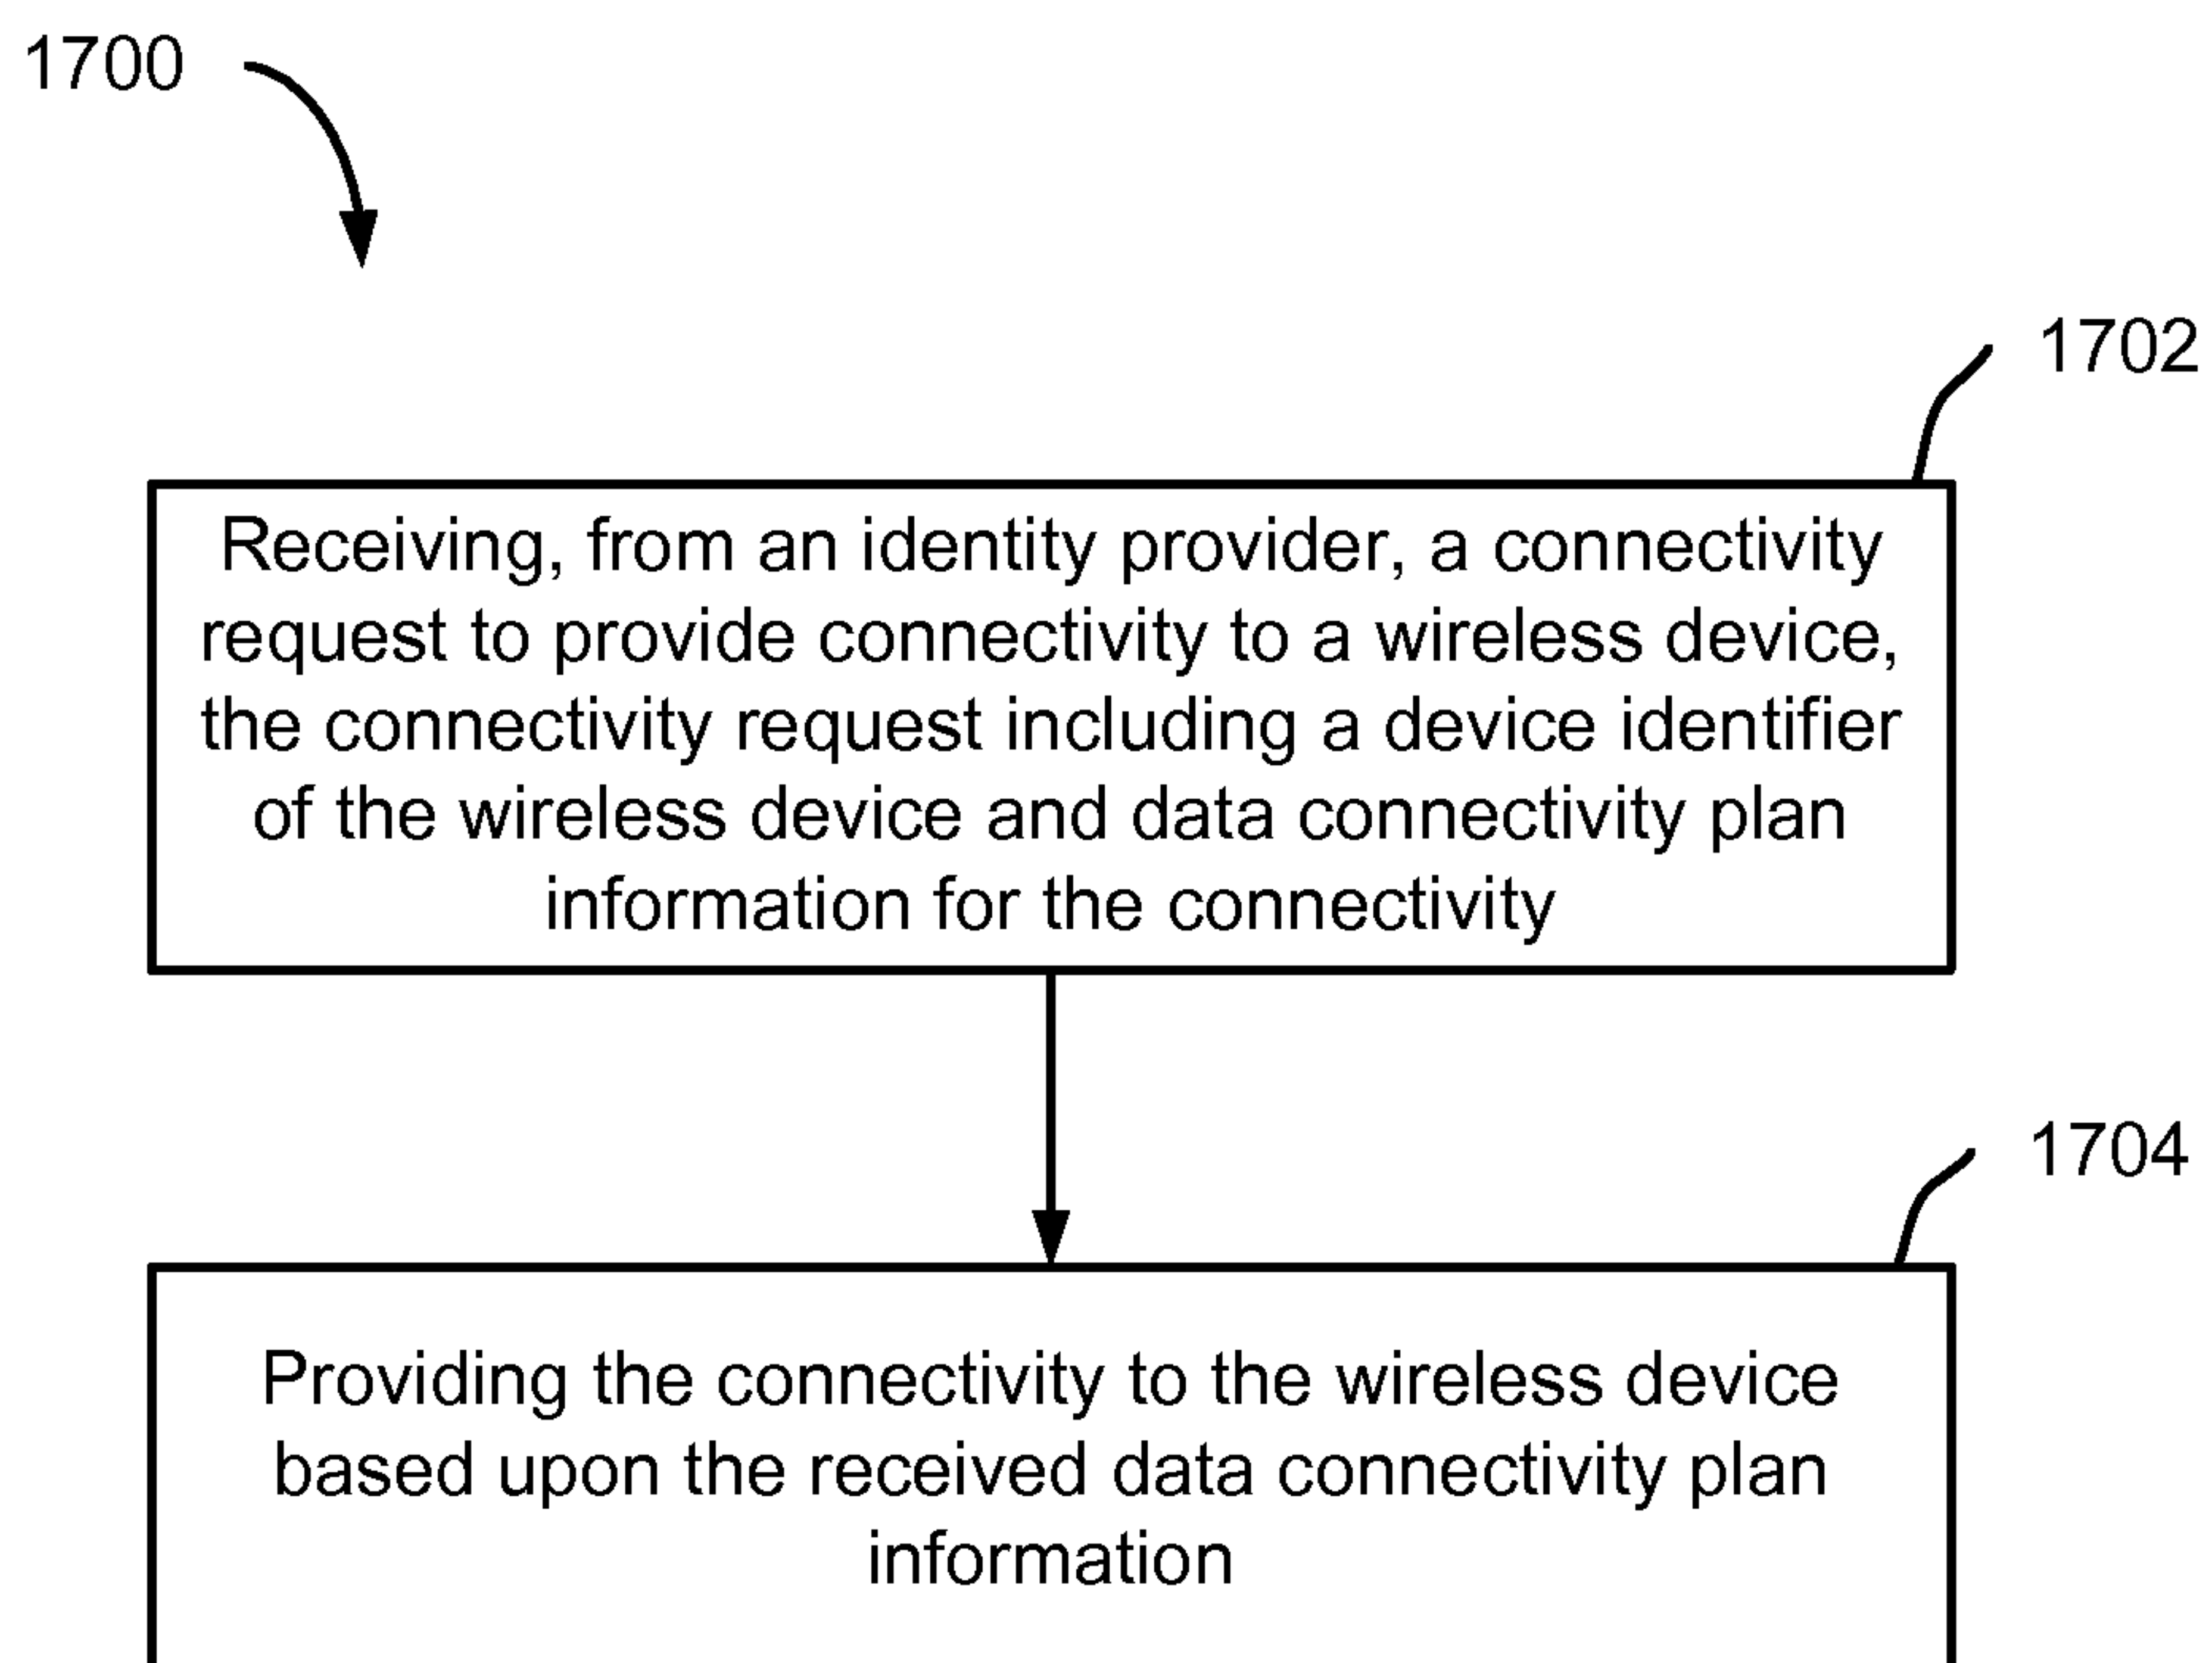 1700
1702
Receiving, from an identity provider, a connectivity
request to provide connectivity to a wireless device,
the connectivity request including a device identifier
of the wireless device and data connectivity plan
information for the connectivity
1704
Providing the connectivity to the wireless device
based upon the received data connectivity plan
information